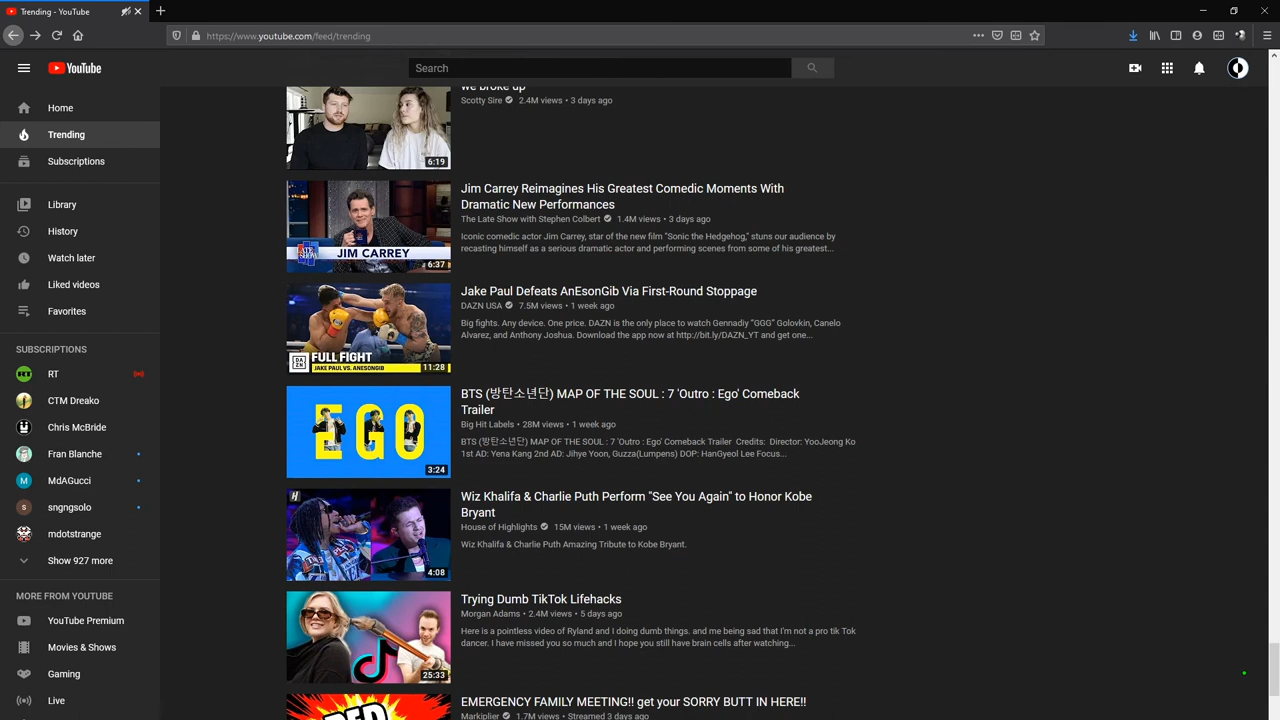 Trending - YouTube
https://www.youtube.com/feed/trending
YouTube
Search
Home
Trending
Subscriptions
Library
History
Watch later
Liked videos
Favorites
SUBSCRIPTIONS
RT
CTM Dreako
Chris McBride
Fran Blanche
M
MdAGucci
s
sngngsolo
mdotstrange
Show 927 more
MORE FROM YOUTUBE
YouTube Premium
Movies & Shows
Gaming
Live
we broke up
Scotty Sire 2.4M views • 3 days ago
6:19
Jim Carrey Reimagines His Greatest Comedic Moments With
Dramatic New Performances
The Late Show with Stephen Colbert 1.4M views • 3 days ago
Iconic comedic actor Jim Carrey, star of the new film "Sonic the Hedgehog," stuns our audience by
recasting himself as a serious dramatic actor and performing scenes from some of his greatest...
JIM CARREY
6:37
Jake Paul Defeats AnEsonGib Via First-Round Stoppage
DAZN USA 7.5M views • 1 week ago
Big fights. Any device. One price. DAZN is the only place to watch Gennadiy “GGG” Golovkin, Canelo
Alvarez, and Anthony Joshua. Download the app now at http://bit.ly/DAZN_YT and get one...
DAZN
FULL FIGHT
JAKE PAUL VS. ANESONGIB
11:28
BTS (방탄소년단) MAP OF THE SOUL : 7 'Outro : Ego' Comeback
Trailer
Big Hit Labels • 28M views • 1 week ago
BTS (방탄소년단) MAP OF THE SOUL : 7 'Outro : Ego' Comeback Trailer Credits: Director: YooJeong Ko
1st AD: Yena Kang 2nd AD: Jihye Yoon, Guzza(Lumpens) DOP: HanGyeol Lee Focus...
EGO
3:24
Wiz Khalifa & Charlie Puth Perform "See You Again" to Honor Kobe
Bryant
House of Highlights 15M views • 1 week ago
Wiz Khalifa & Charlie Puth Amazing Tribute to Kobe Bryant.
H
4:08
Trying Dumb TikTok Lifehacks
Morgan Adams • 2.4M views • 5 days ago
Here is a pointless video of Ryland and I doing dumb things. and me being sad that I'm not a pro tik Tok
dancer. I have missed you so much and I hope you still have brain cells after watching...
25:33
EMERGENCY FAMILY MEETING!! get your SORRY BUTT IN HERE!!
Markiplier 1.7M views • Streamed 3 days ago
RED